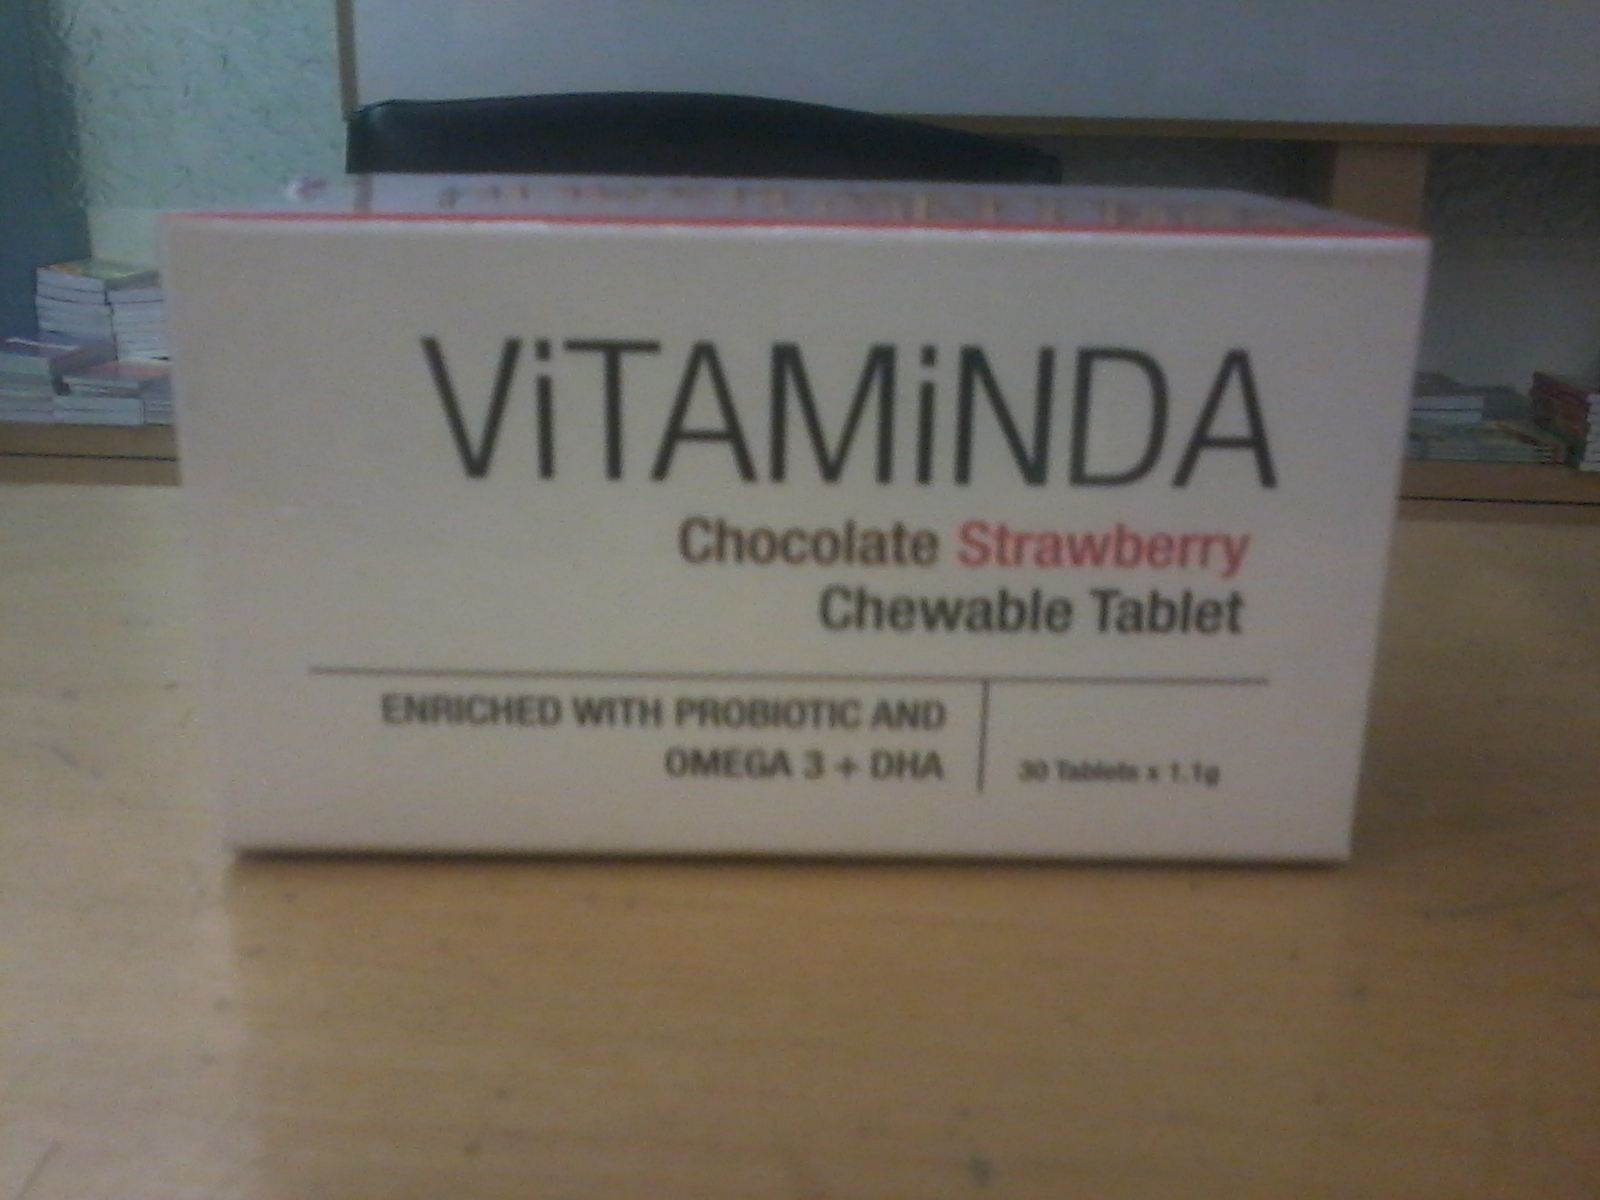 ViTAMiNDA
Chocolate Strawberry
Chewable Tablet
ENRICHED WITH PROBIOTIC AND
OMEGA 3 + DHA
30 Tablets x 1.1g